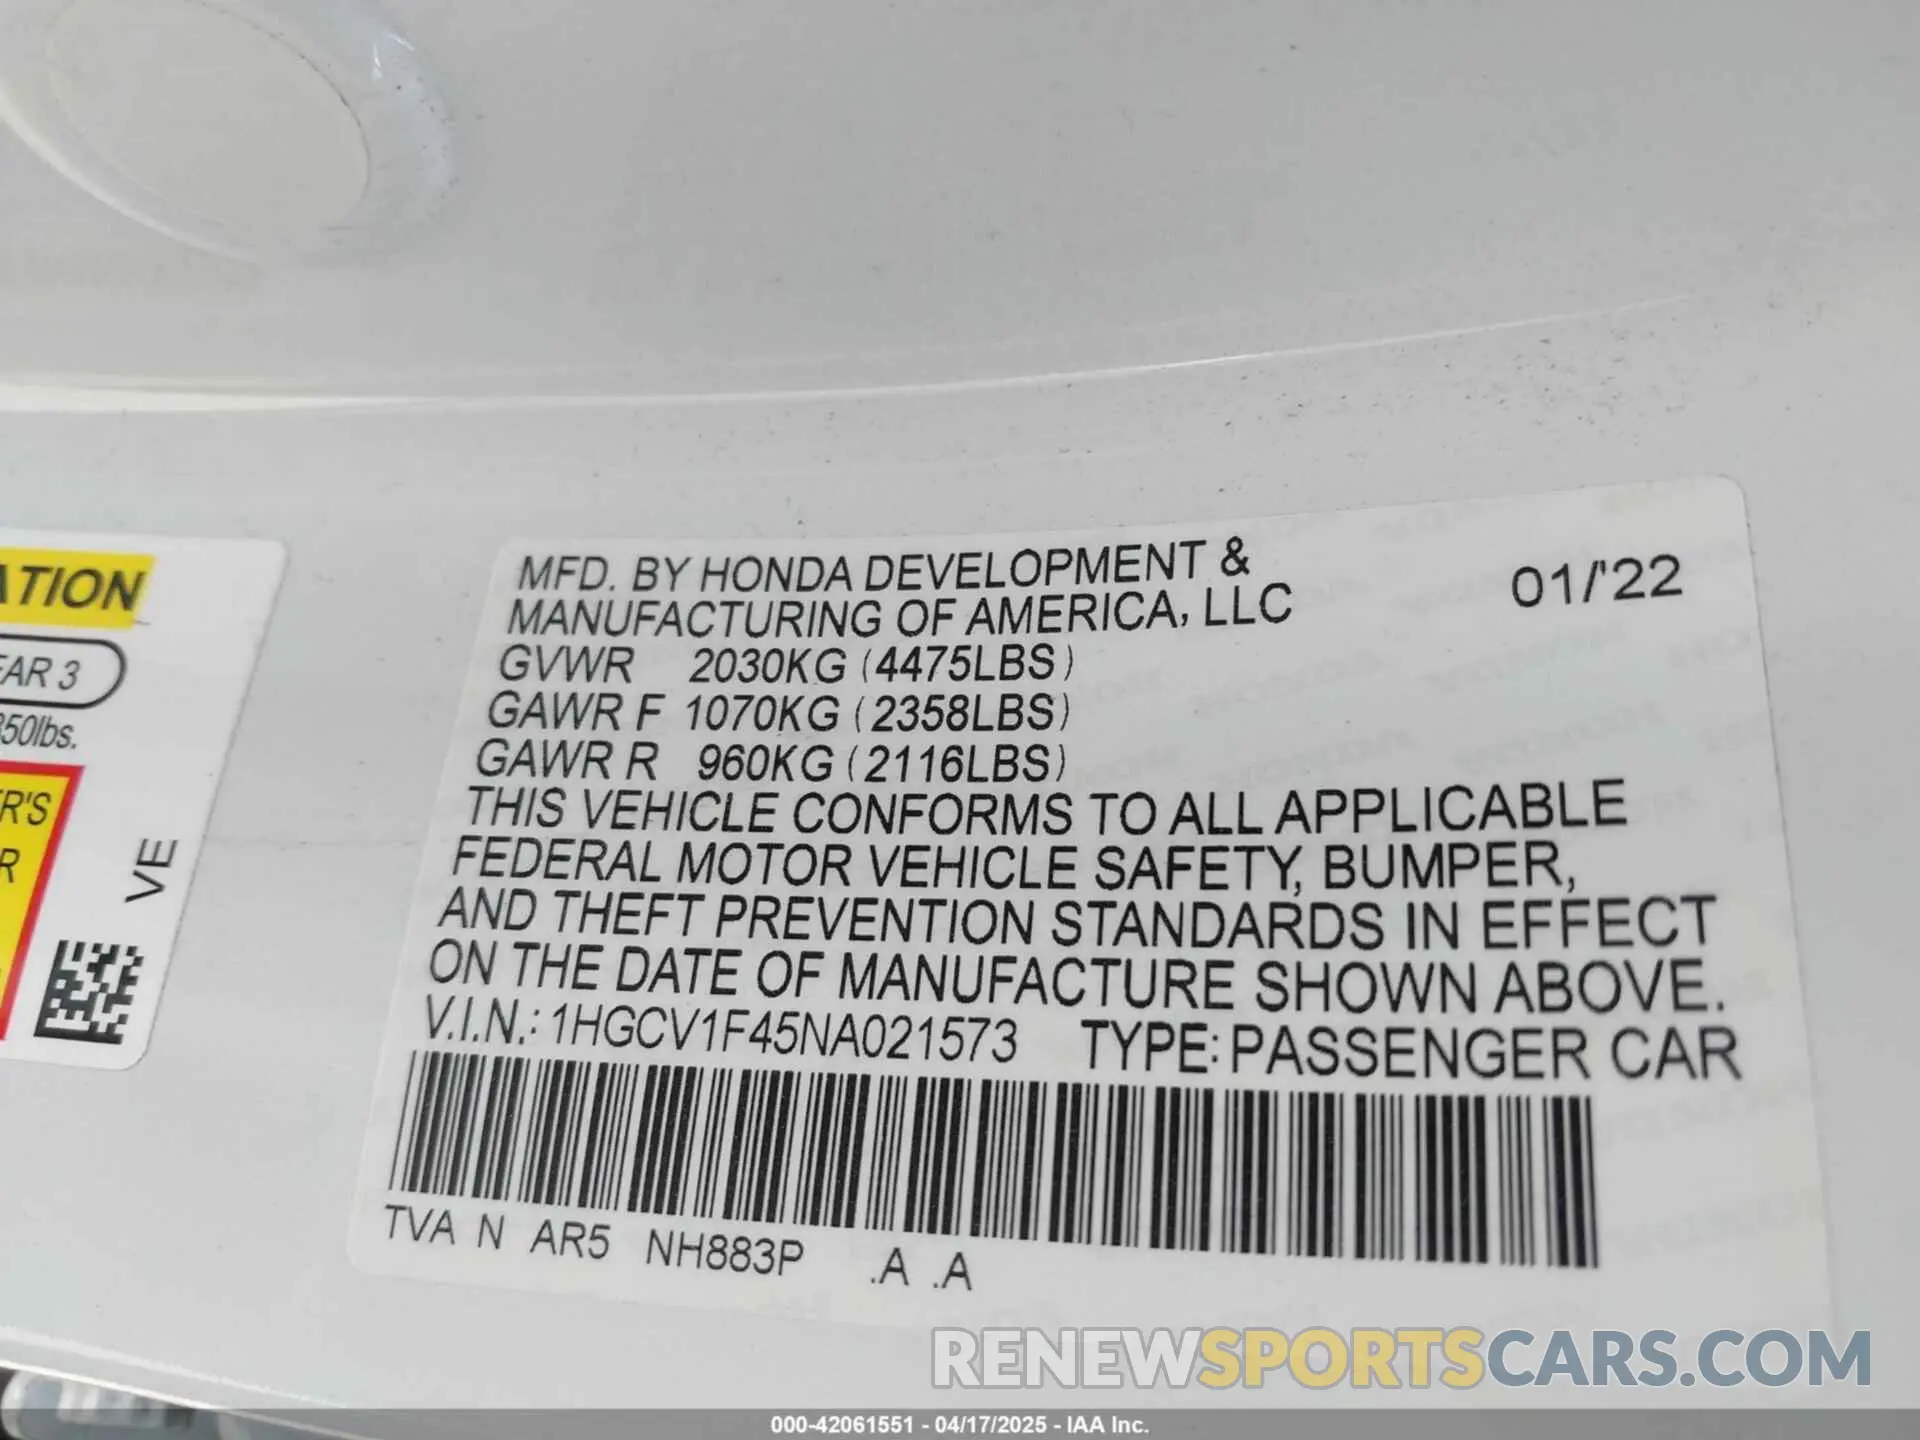 ATION
EAR 3
350lbs.
R'S
R
VE
MFD. BY HONDA DEVELOPMENT &
MANUFACTURING OF AMERICA, LLC
01/'22
GVWR 2030KG (4475LBS)
GAWR F 1070KG (2358LBS)
GAWR R 960KG (2116LBS)
THIS VEHICLE CONFORMS TO ALL APPLICABLE
FEDERAL MOTOR VEHICLE SAFETY, BUMPER,
AND THEFT PREVENTION STANDARDS IN EFFECT
ON THE DATE OF MANUFACTURE SHOWN ABOVE.
V.I.N.: 1HGCV1F45NA021573 TYPE: PASSENGER CAR
TVA N AR5 NH883P .A .A
RENEWSPORTSCARS.COM
000-42061551 - 04/17/2025 - IAA Inc.